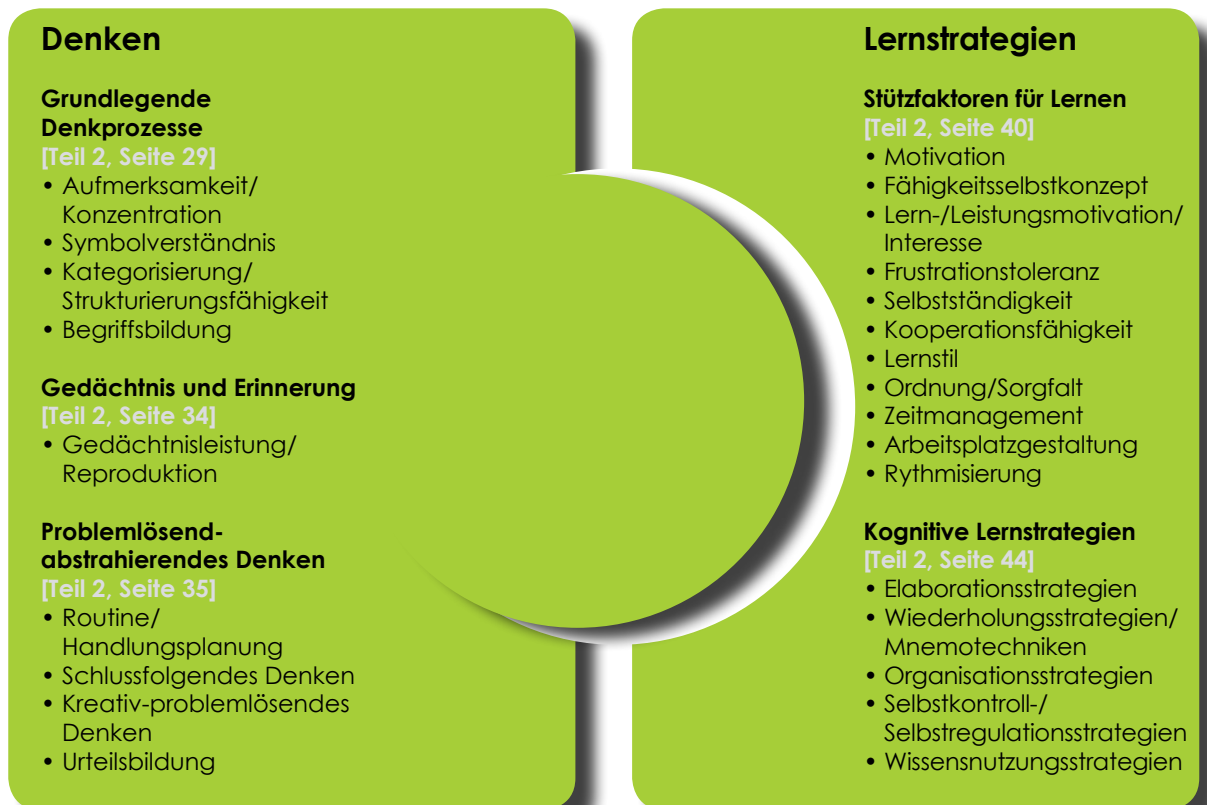 Denken
Grundlegende
Denkprozesse
[Teil 2, Seite 29]
• Aufmerksamkeit/
Konzentration
• Symbolverständnis
• Kategorisierung/
Strukturierungsfähigkeit
• Begriffsbildung
Gedächtnis und Erinnerung
[Teil 2, Seite 34]
• Gedächtnisleistung/
Reproduktion
Problemlösend-
abstrahierendes Denken
[Teil 2, Seite 35]
• Routine/
Handlungsplanung
• Schlussfolgendes Denken
• Kreativ-problemlösendes
Denken
• Urteilsbildung
Lernstrategien
Stützfaktoren für Lernen
[Teil 2, Seite 40]
• Motivation
• Fähigkeitsselbstkonzept
• Lern-/Leistungsmotivation/
Interesse
• Frustrationstoleranz
• Selbstständigkeit
• Kooperationsfähigkeit
• Lernstil
• Ordnung/Sorgfalt
• Zeitmanagement
• Arbeitsplatzgestaltung
• Rythmisierung
Kognitive Lernstrategien
[Teil 2, Seite 44]
• Elaborationsstrategien
• Wiederholungsstrategien/
Mnemotechniken
• Organisationsstrategien
• Selbstkontroll-/
Selbstregulationsstrategien
• Wissensnutzungsstrategien